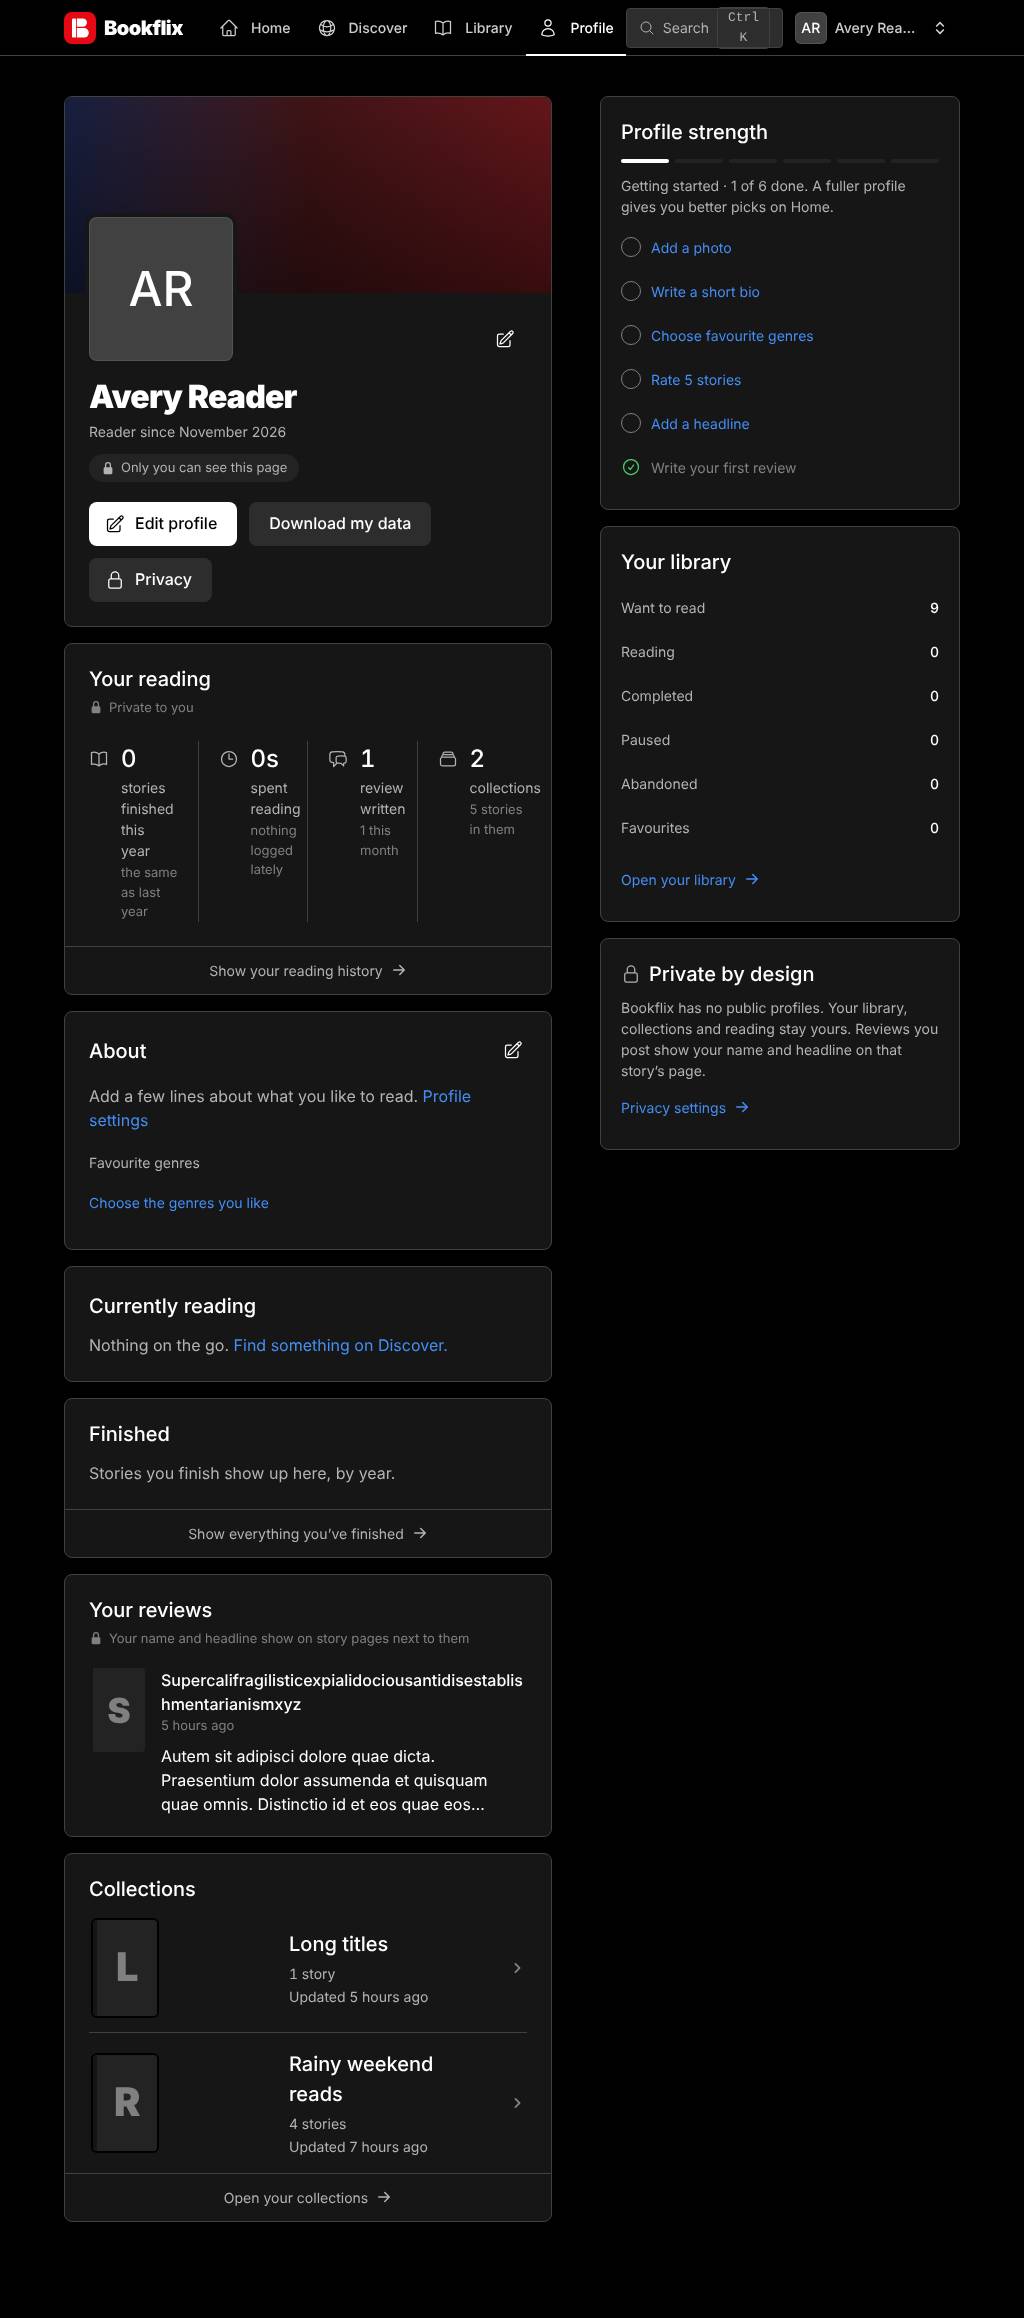 Bookflix
Home
Discover
Library
Profile
Search
Ctrl
K
AR
Avery Rea...
AR
Avery Reader
Reader since November 2026
Only you can see this page
Edit profile
Download my data
Privacy
Your reading
Private to you
0
stories
finished
this
year
the same
as last
year
0s
spent
reading
nothing
logged
lately
1
review
written
1 this
month
2
collections
5 stories
in them
Show your reading history
About
Add a few lines about what you like to read. Profile
settings
Favourite genres
Choose the genres you like
Currently reading
Nothing on the go. Find something on Discover.
Finished
Stories you finish show up here, by year.
Show everything you’ve finished
Your reviews
Your name and headline show on story pages next to them
S
Supercalifragilisticexpialidociousantidisestablis
hmentarianismxyz
5 hours ago
Autem sit adipisci dolore quae dicta.
Praesentium dolor assumenda et quisquam
quae omnis. Distinctio id et eos quae eos...
Collections
L
Long titles
1 story
Updated 5 hours ago
R
Rainy weekend
reads
4 stories
Updated 7 hours ago
Open your collections
Profile strength
Getting started · 1 of 6 done. A fuller profile
gives you better picks on Home.
Add a photo
Write a short bio
Choose favourite genres
Rate 5 stories
Add a headline
Write your first review
Your library
Want to read 9
Reading 0
Completed 0
Paused 0
Abandoned 0
Favourites 0
Open your library
Private by design
Bookflix has no public profiles. Your library,
collections and reading stay yours. Reviews you
post show your name and headline on that
story’s page.
Privacy settings